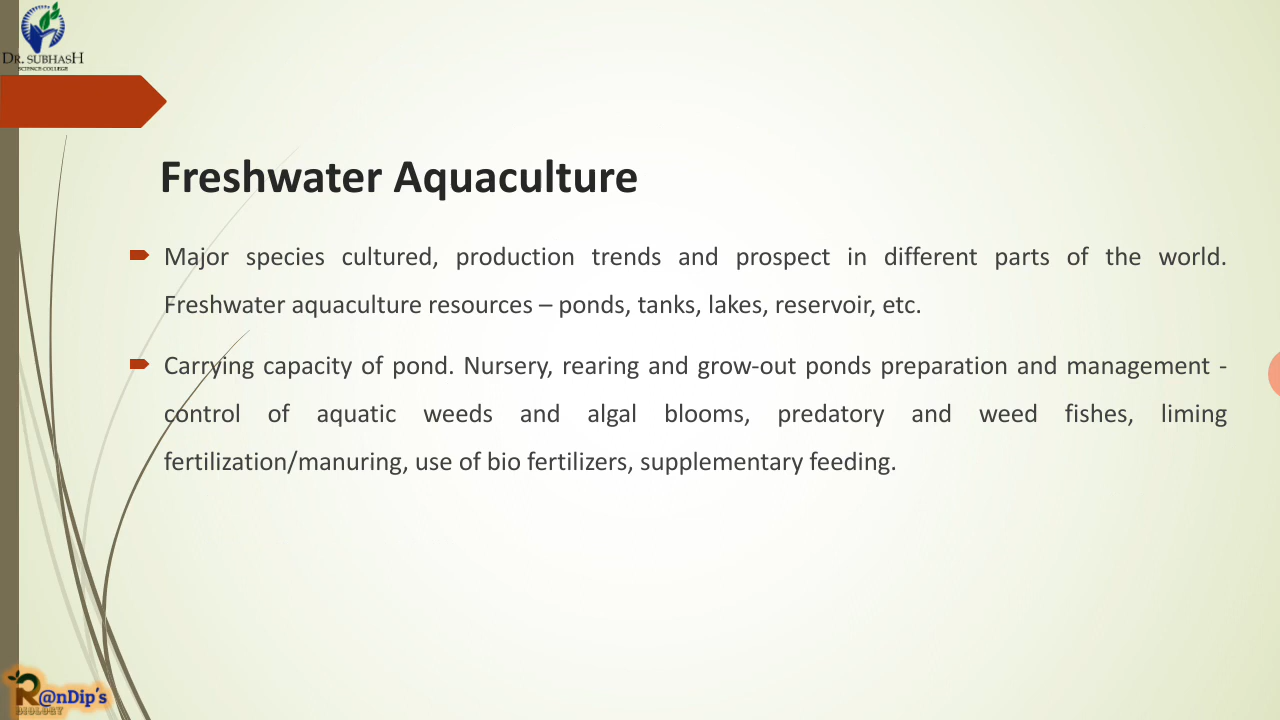 DR. SUBHASH
SCIENCE COLLEGE
Freshwater Aquaculture
Major species cultured, production trends and prospect in different parts of the world.
Freshwater aquaculture resources – ponds, tanks, lakes, reservoir, etc.
Carrying capacity of pond. Nursery, rearing and grow-out ponds preparation and management -
control of aquatic weeds and algal blooms, predatory and weed fishes, liming
fertilization/manuring, use of bio fertilizers, supplementary feeding.
R@nDip's
BIOLOGY